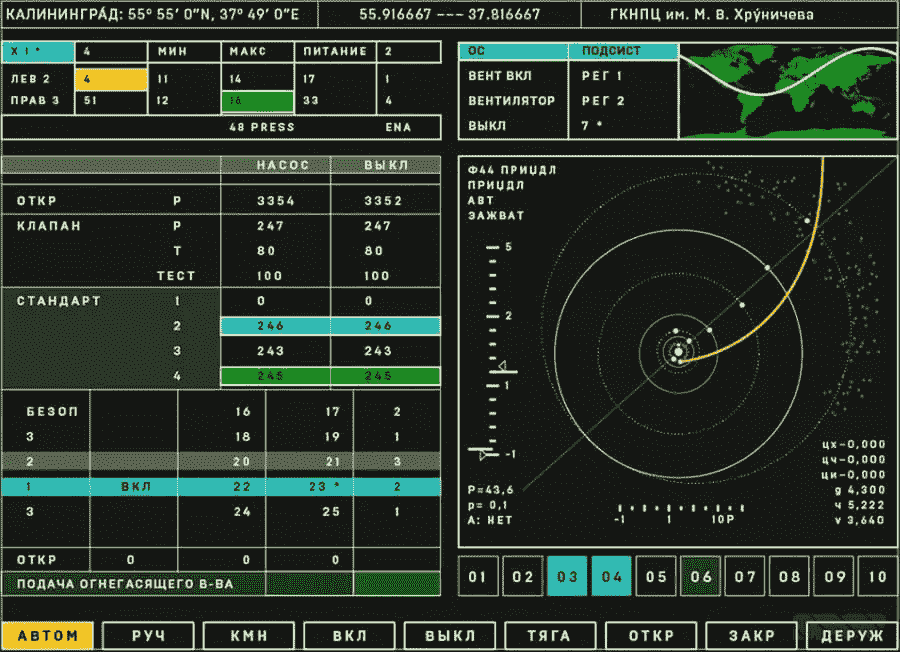 КАЛИНИНГРА́Д: 55° 55′ 0″N, 37° 49′ 0″E 55.916667 --- 37.816667 ГКНПЦ им. М. В. Хру́ничева
XI° 4 МИН МАКС ПИТАНИЕ 2
ЛЕВ 2 4 11 14 17 1
ПРАВ 3 51 12 16 33 4
48 PRESS ENA
ОС ПОДСИСТ
ВЕНТ ВКЛ РЕГ 1
ВЕНТИЛЯТОР РЕГ 2
ВЫКЛ 7 *
НАСОС ВЫКЛ
ОТКР Р 3354 3352
КЛАПАН Р 247 247
Т 80 80
ТЕСТ 100 100
СТАНДАРТ 1 0 0
2 246 246
3 243 243
4 245 245
БЕЗОП 16 17 2
3 18 19 1
2 20 21 3
1 ВКЛ 22 23 * 2
3 24 25 1
ОТКР 0 0 0
ПОДАЧА ОГНЕГАСЯЩЕГО В-ВА
Ф44 ПРИЦДЛ
ПРИЦДЛ
АВТ
ЗАЖВАТ
5
2
1
-1
Р=43,6
р= 0,1
А: НЕТ
-1 1 10Р
цх-0,000
цч-0,000
ци-0,000
g 4,300
ч 5,222
v 3,640
01 02 03 04 05 06 07 08 09 10
АВТОМ РУЧ КМН ВКЛ ВЫКЛ ТЯГА ОТКР ЗАКР ДЕРУЖ